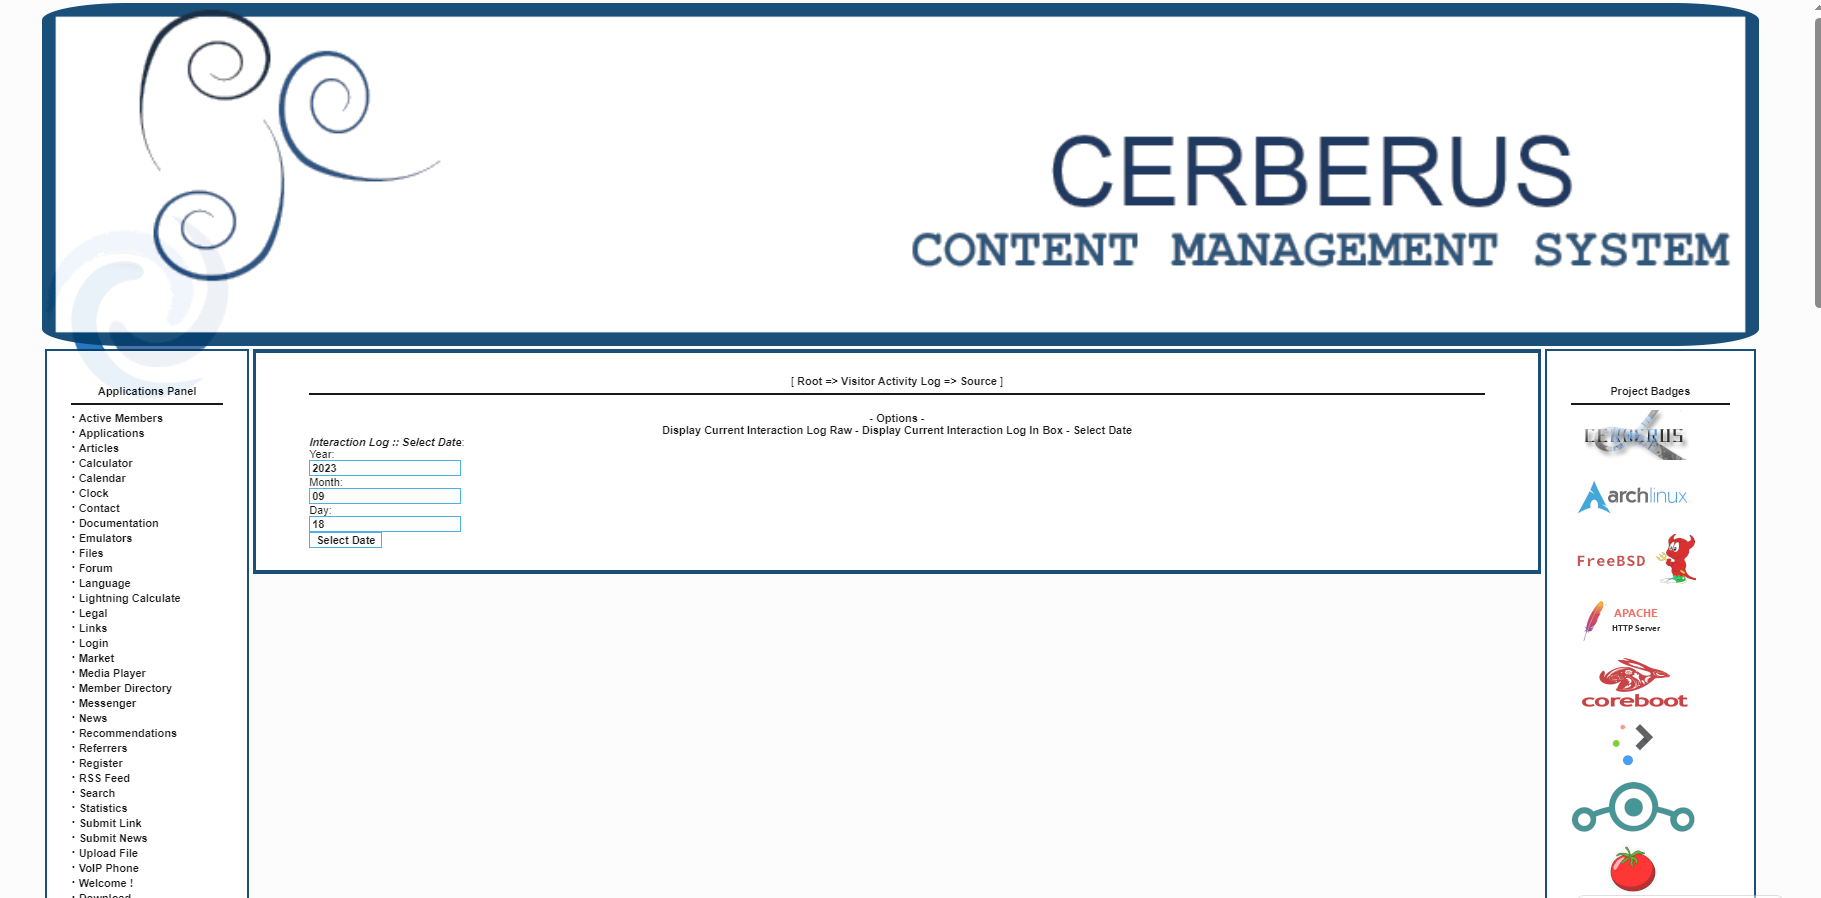 CERBERUS
CONTENT MANAGEMENT SYSTEM
Applications Panel
· Active Members
· Applications
· Articles
· Calculator
· Calendar
· Clock
· Contact
· Documentation
· Emulators
· Files
· Forum
· Language
· Lightning Calculate
· Legal
· Links
· Login
· Market
· Media Player
· Member Directory
· Messenger
· News
· Recommendations
· Referrers
· Register
· RSS Feed
· Search
· Statistics
· Submit Link
· Submit News
· Upload File
· VoIP Phone
· Welcome !
· Download
[ Root => Visitor Activity Log => Source ]
- Options -
Display Current Interaction Log Raw - Display Current Interaction Log In Box - Select Date
Interaction Log :: Select Date:
Year:
2023
Month:
09
Day:
18
Select Date
Project Badges
CERBERUS
archlinux
FreeBSD
APACHE
HTTP Server
coreboot